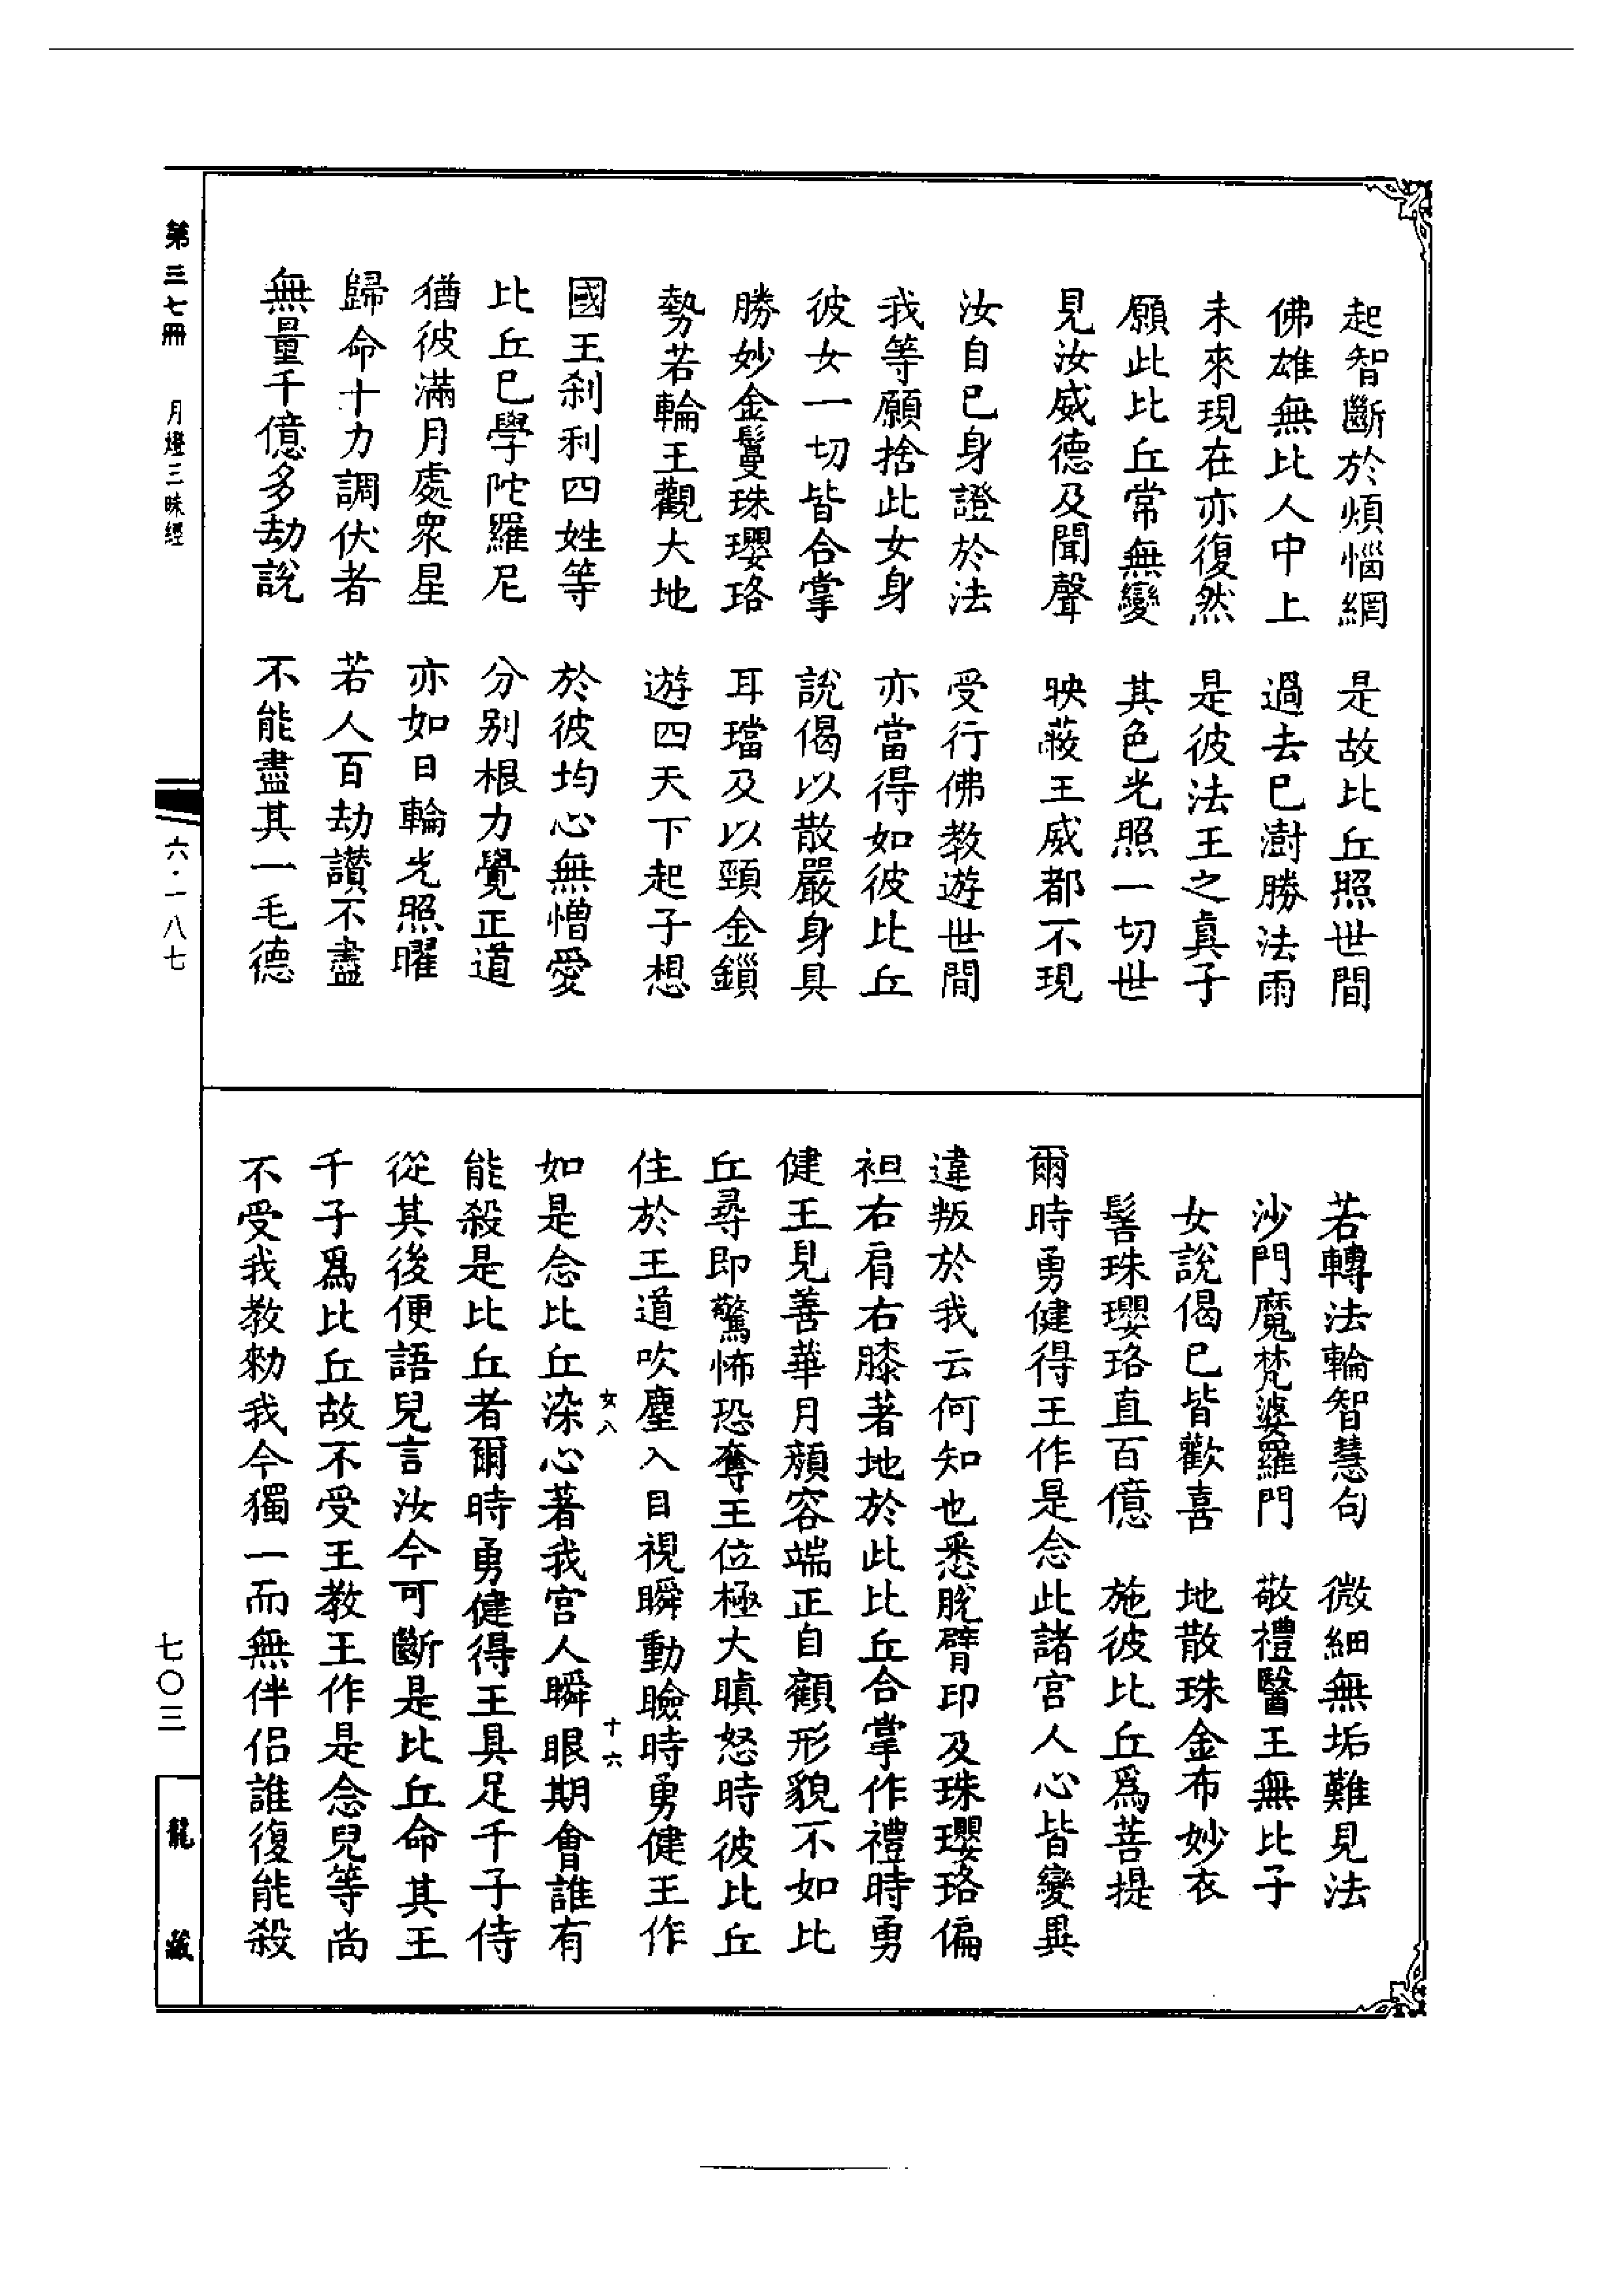 起智斷於煩惱網　是故比丘照世間
佛雄無比人中上　過去已澍勝法雨
未來現在亦復然　是彼法王之真子
願此比丘常無變　其色光照一切世
見汝威德及聞聲　映蔽王威都不現
汝自已身證於法　受行佛教遊世間
我等願捨此女身　亦當得如彼比丘
彼女一切皆合掌　說偈以散嚴身具
勝妙金鬘珠瓔珞　耳璫及以頸金鎖
勢若輪王觀大地　遊四天下起子想
國王刹利四姓等　於彼均心無憎愛
比丘已學陀羅尼　分别根力覺正道
猶彼滿月處衆星　亦如日輪光照曜
歸命十力調伏者　若人百劫讃不盡
無量千億多劫說　不能盡其一毛德
若轉法輪智慧句　微細無垢難見法
沙門魔梵婆羅門　敬禮醫王無比子
女說偈已皆歡喜　地散珠金布妙衣
髻珠瓔珞直百億　施彼比丘爲菩提
爾時勇健得王作是念此諸宫人心皆變異
違叛於我云何知也悉脫臂印及珠瓔珞偏
袒右肩右膝著地於此比丘合掌作禮時勇
健王見善華月顏容端正自顧形貌不如比
丘尋即驚怖恐奪王位極大瞋怒時彼比丘
住於王道吹塵入目視瞬動瞼時勇健王作
女八　十六
如是念比丘染心著我宫人瞬眼期會誰有
能殺是比丘者爾時勇健得王具足千子侍
從其後便語兒言汝今可斷是比丘命其王
千子爲比丘故不受王教王作是念兒等尚
不受我教勑我今獨一而無伴侣誰復能殺
第三七冊　月燈三昧經
六·一八七
七〇三
龍藏